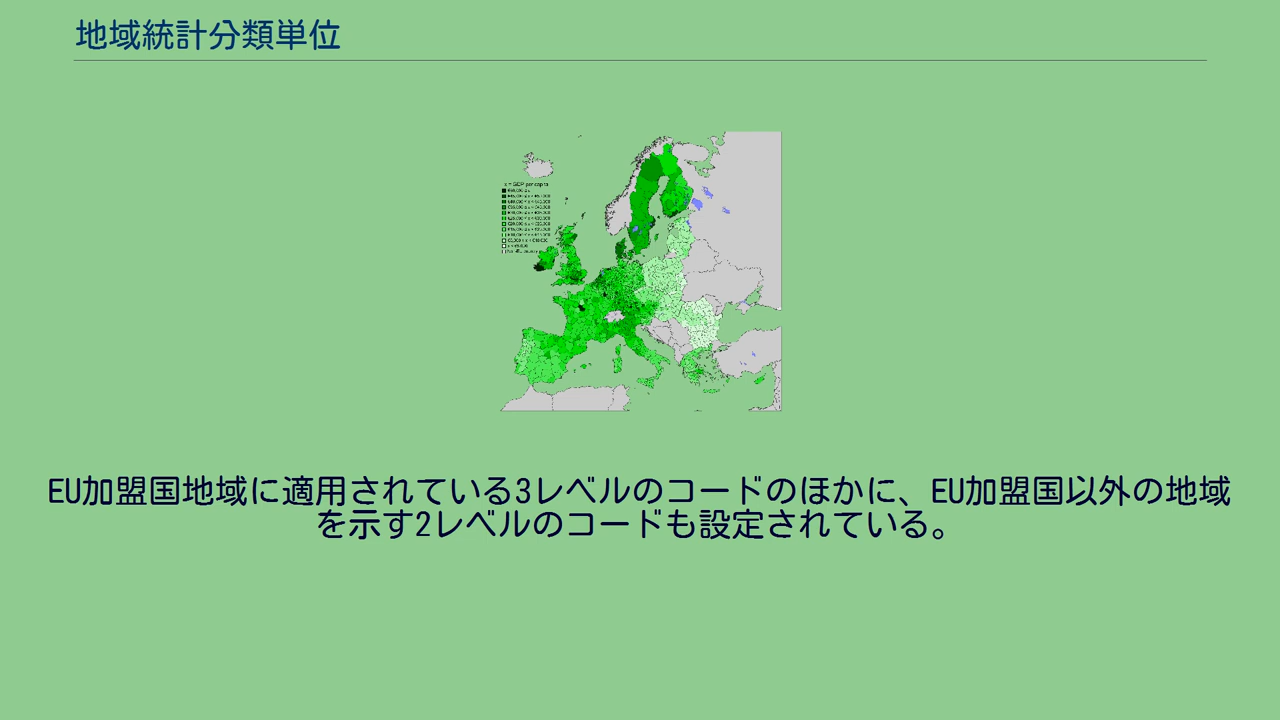 地域統計分類単位
x = GDP per capita
EU加盟国地域に適用されている3レベルのコードのほかに、EU加盟国以外の地域
を示す2レベルのコードも設定されている。